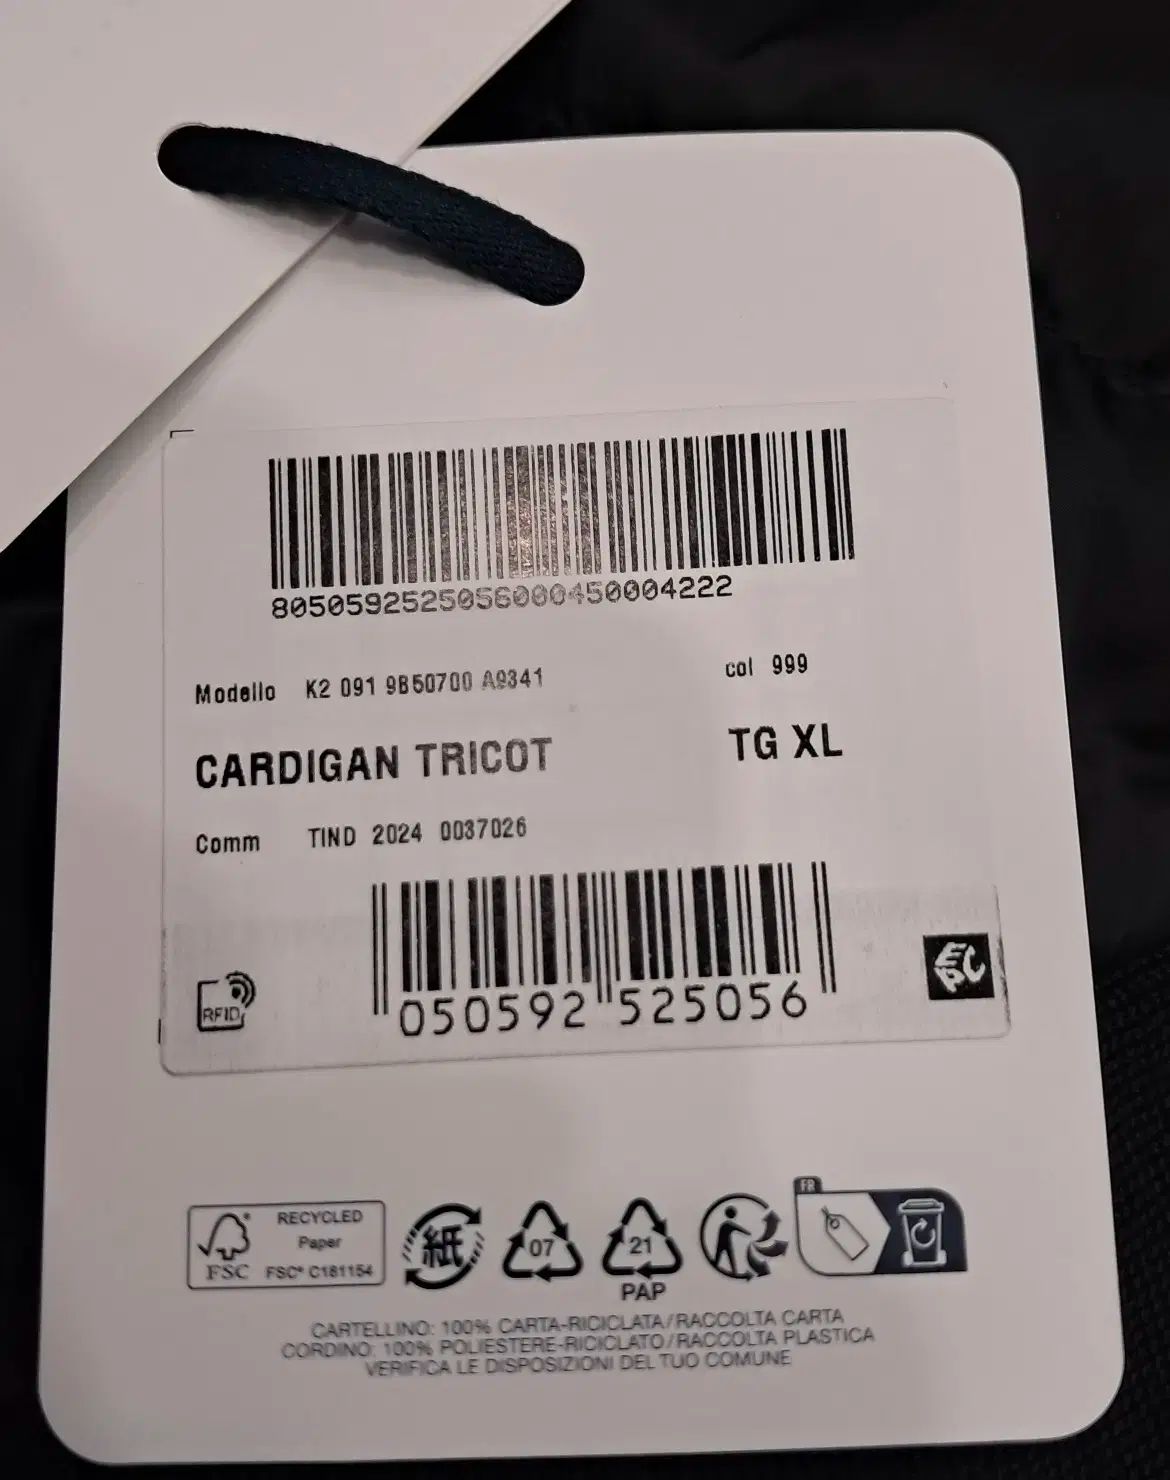 8050592525056000450004222
Modello K2 091 9B50700 A9341 col 999
CARDIGAN TRICOT TG XL
Comm TIND 2024 0037026
RFID
050592 525056
EPC
FR
RECYCLED
Paper
FSC
FSC® C181154
紙
07
21
PAP
CARTELLINO: 100% CARTA-RICICLATA/RACCOLTA CARTA
CORDINO: 100% POLIESTERE-RICICLATO/RACCOLTA PLASTICA
VERIFICA LE DISPOSIZIONI DEL TUO COMUNE